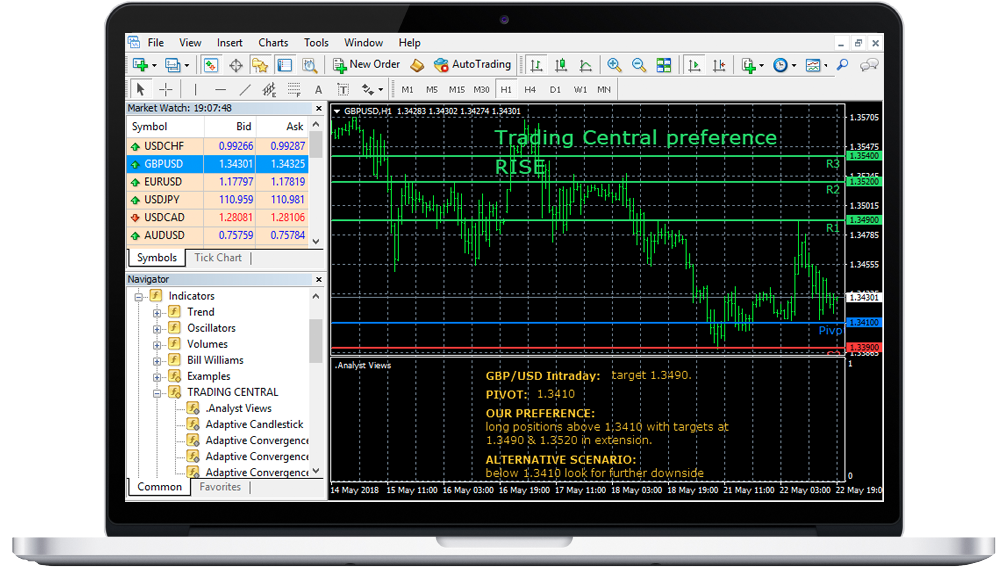 File View Insert Charts Tools Window Help
New Order AutoTrading
A T M1 M5 M15 M30 H1 H4 D1 W1 MN
Market Watch: 19:07:48
Symbol Bid Ask
USDCHF 0.99266 0.99287
GBPUSD 1.34301 1.34325
EURUSD 1.17797 1.17819
USDJPY 110.959 110.981
USDCAD 1.28081 1.28106
AUDUSD 0.75759 0.75784
Symbols Tick Chart
Navigator
Indicators
Trend
Oscillators
Volumes
Bill Williams
Examples
TRADING CENTRAL
.Analyst Views
Adaptive Candlestick
Adaptive Convergence
Adaptive Convergence
Adaptive Convergence
Common Favorites
GBPUSD,H1 1.34283 1.34302 1.34274 1.34301
Trading Central preference
RISE
R3
R2
R1
1.35705
1.35475
1.35400
1.35200
1.35015
1.34900
1.34785
1.34555
1.34301
1.34100
1.33900
.Analyst Views
GBP/USD Intraday: target 1.3490.
PIVOT: 1.3410
OUR PREFERENCE:
long positions above 1.3410 with targets at
1.3490 & 1.3520 in extension.
ALTERNATIVE SCENARIO:
below 1.3410 look for further downside
1
0
14 May 2018 15 May 11:00 16 May 03:00 16 May 19:00 17 May 11:00 18 May 03:00 18 May 19:00 21 May 11:00 22 May 03:00 22 May 19:0